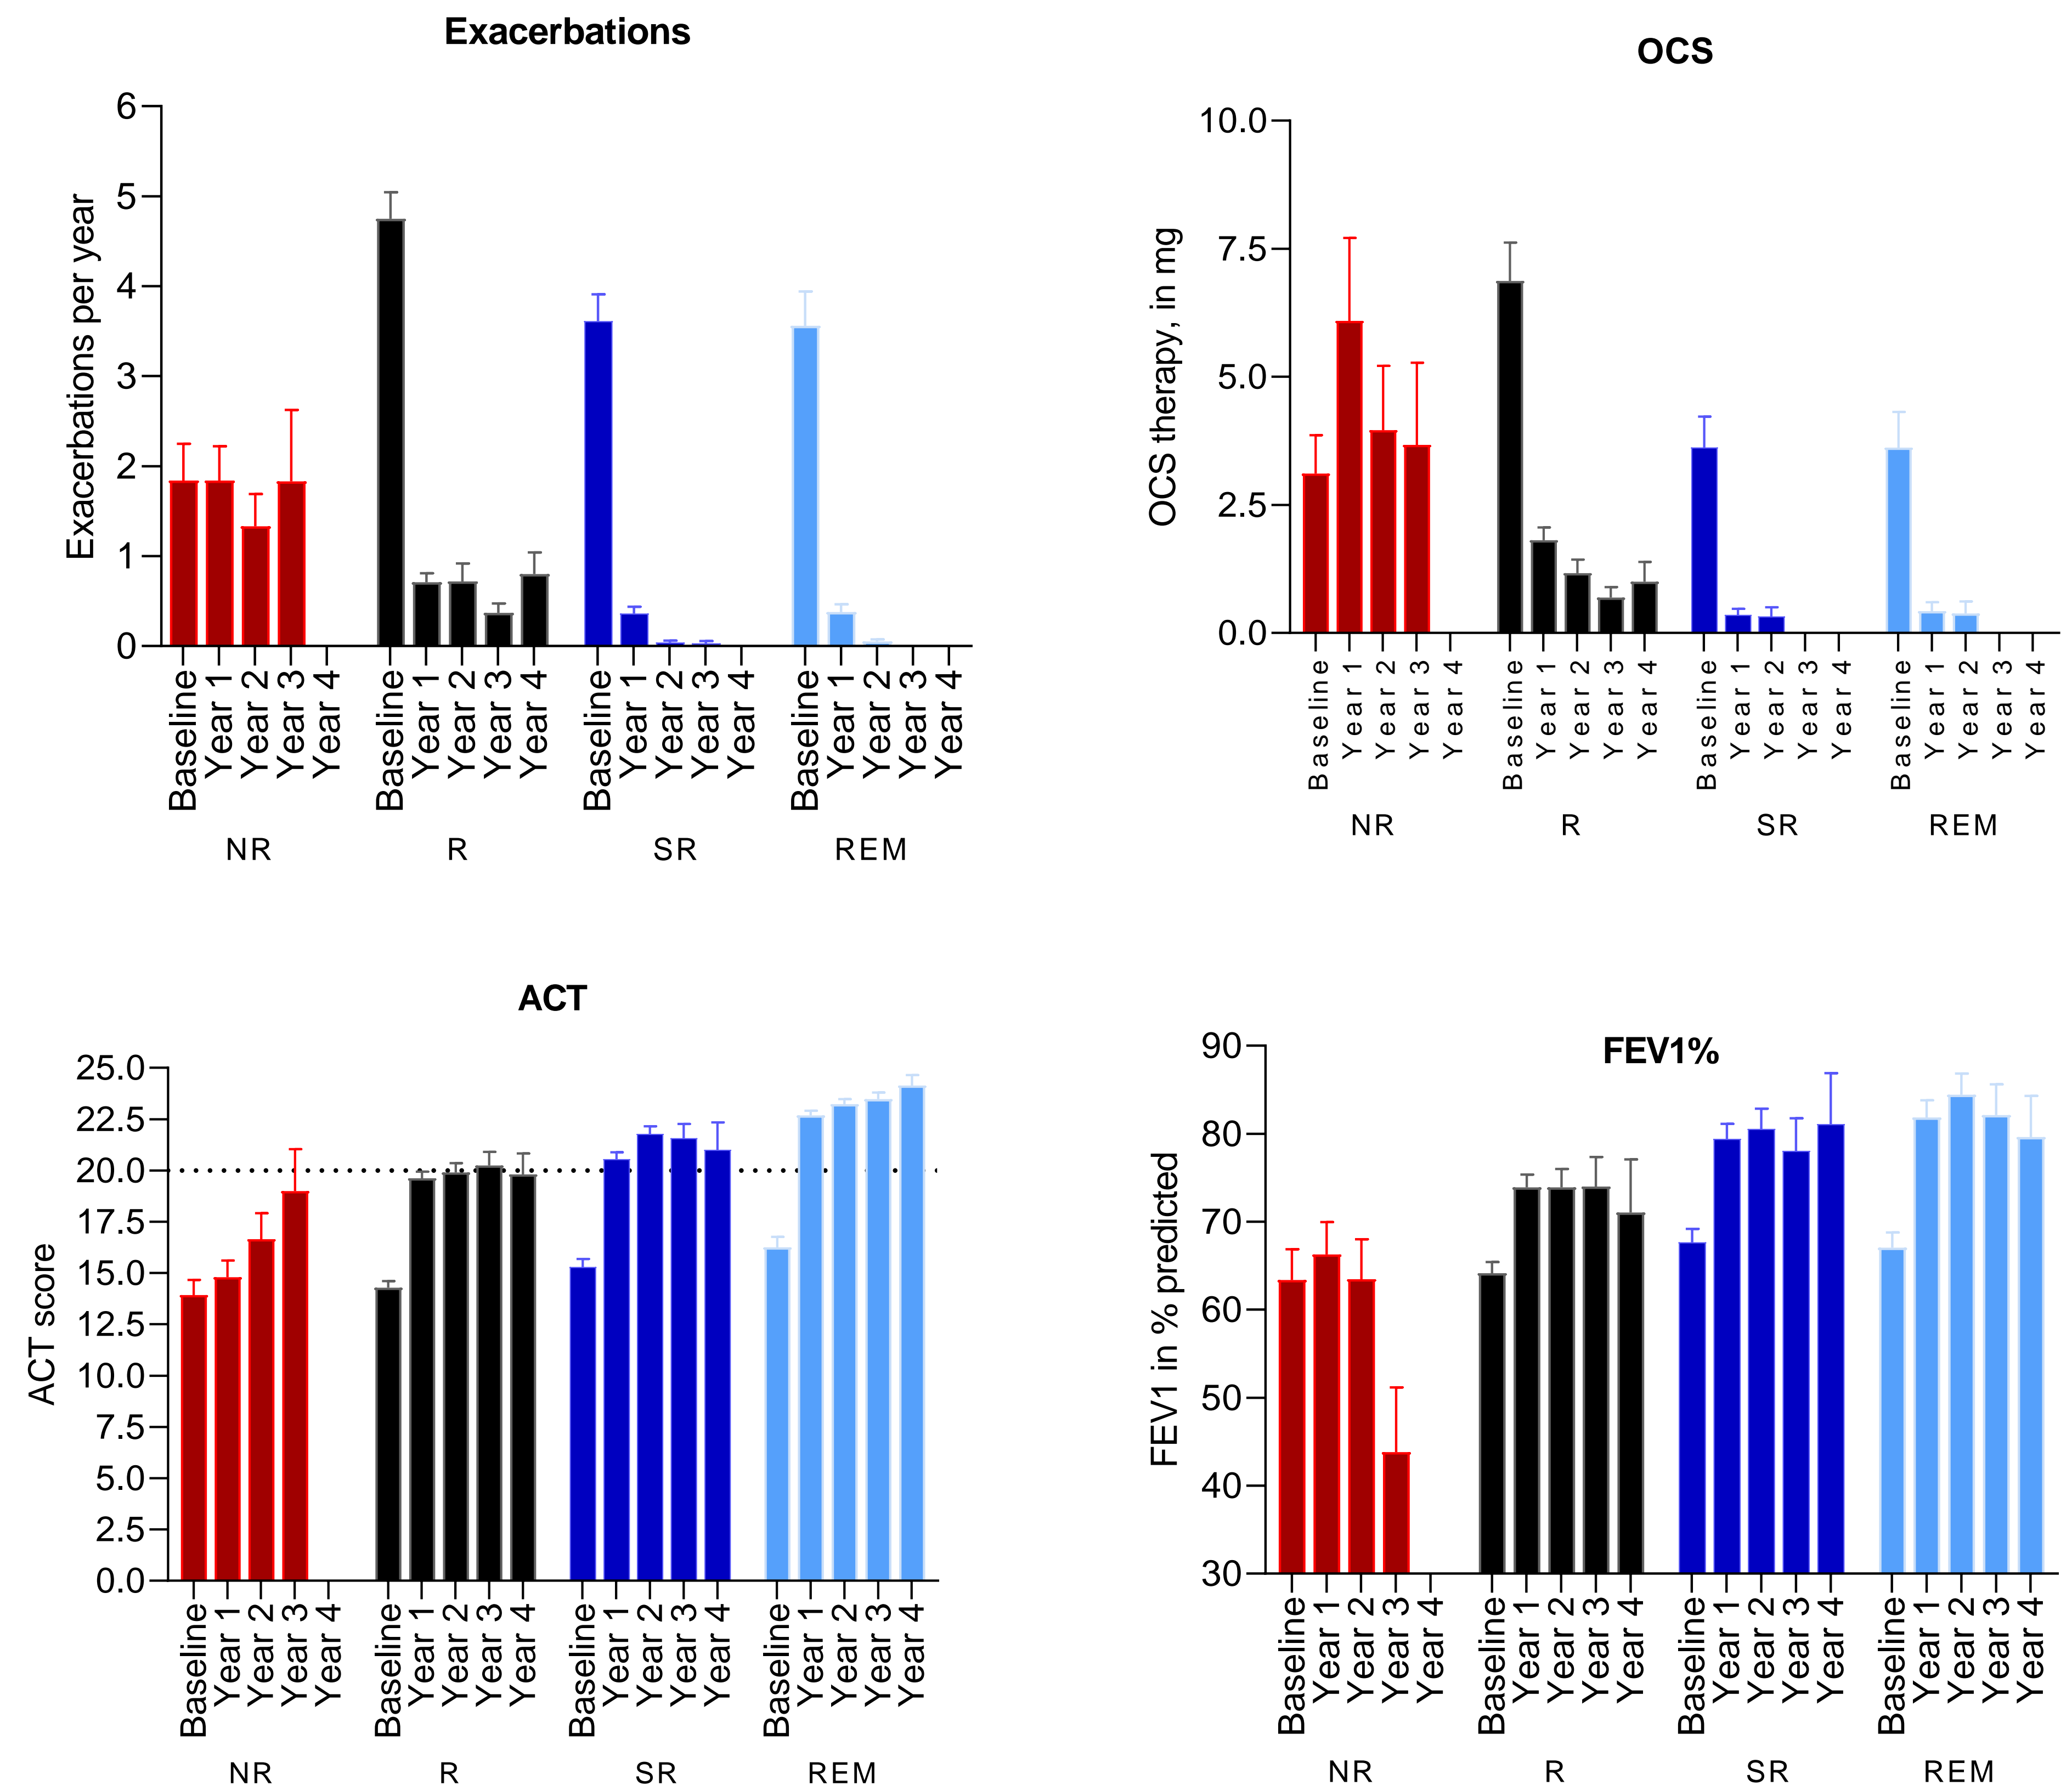 Exacerbations
Exacerbations per year
6
5
4
3
2
1
0
Baseline
Year 1
Year 2
Year 3
Year 4
Baseline
Year 1
Year 2
Year 3
Year 4
Baseline
Year 1
Year 2
Year 3
Year 4
Baseline
Year 1
Year 2
Year 3
Year 4
NR R SR REM
OCS
OCS therapy, in mg
10.0
7.5
5.0
2.5
0.0
Baseline
Year 1
Year 2
Year 3
Year 4
Baseline
Year 1
Year 2
Year 3
Year 4
Baseline
Year 1
Year 2
Year 3
Year 4
Baseline
Year 1
Year 2
Year 3
Year 4
NR R SR REM
ACT
ACT score
25.0
22.5
20.0
17.5
15.0
12.5
10.0
7.5
5.0
2.5
0.0
Baseline
Year 1
Year 2
Year 3
Year 4
Baseline
Year 1
Year 2
Year 3
Year 4
Baseline
Year 1
Year 2
Year 3
Year 4
Baseline
Year 1
Year 2
Year 3
Year 4
NR R SR REM
FEV1%
FEV1 in % predicted
90
80
70
60
50
40
30
Baseline
Year 1
Year 2
Year 3
Year 4
Baseline
Year 1
Year 2
Year 3
Year 4
Baseline
Year 1
Year 2
Year 3
Year 4
Baseline
Year 1
Year 2
Year 3
Year 4
NR R SR REM